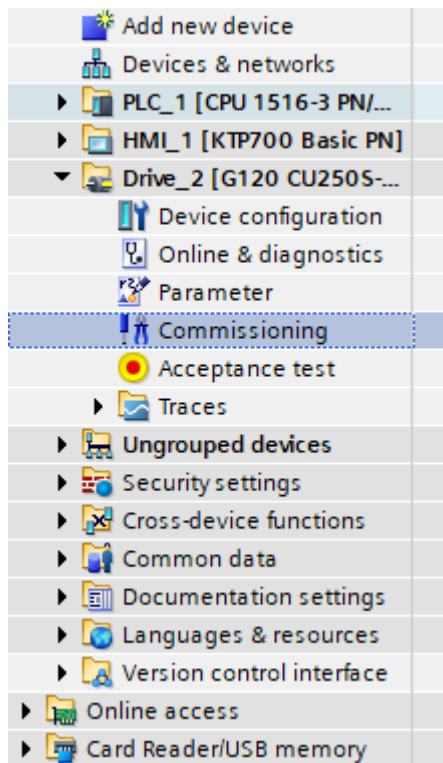 Add new device
Devices & networks
PLC_1 [CPU 1516-3 PN/...
HMI_1 [KTP700 Basic PN]
Drive_2 [G120 CU250S-...
Device configuration
Online & diagnostics
Parameter
Commissioning
Acceptance test
Traces
Ungrouped devices
Security settings
Cross-device functions
Common data
Documentation settings
Languages & resources
Version control interface
Online access
Card Reader/USB memory